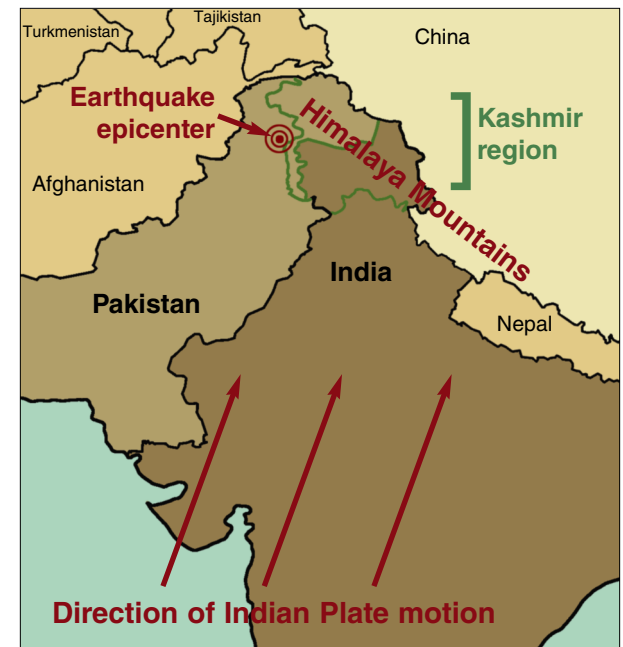 Turkmenistan
Tajikistan
China
Earthquake
epicenter
Himalaya Mountains
Kashmir
region
Afghanistan
India
Pakistan
Nepal
Direction of Indian Plate motion